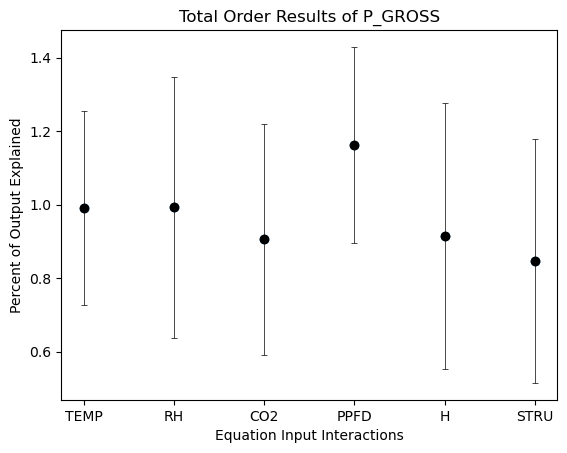 Total Order Results of P_GROSS
Percent of Output Explained
1.4
1.2
1.0
0.8
0.6
TEMP RH CO2 PPFD H STRU
Equation Input Interactions